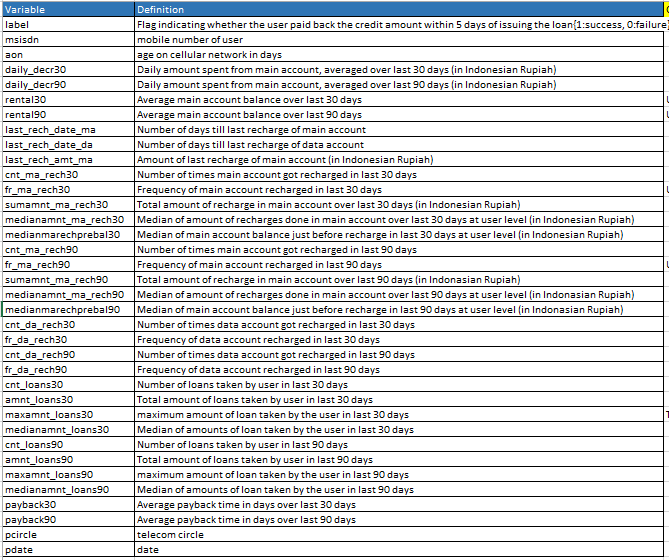 Variable Definition
label Flag indicating whether the user paid back the credit amount within 5 days of issuing the loan{1:success, 0:failure}
msisdn mobile number of user
aon age on cellular network in days
daily_decr30 Daily amount spent from main account, averaged over last 30 days (in Indonesian Rupiah)
daily_decr90 Daily amount spent from main account, averaged over last 90 days (in Indonesian Rupiah)
rental30 Average main account balance over last 30 days
rental90 Average main account balance over last 90 days
last_rech_date_ma Number of days till last recharge of main account
last_rech_date_da Number of days till last recharge of data account
last_rech_amt_ma Amount of last recharge of main account (in Indonesian Rupiah)
cnt_ma_rech30 Number of times main account got recharged in last 30 days
fr_ma_rech30 Frequency of main account recharged in last 30 days
sumamnt_ma_rech30 Total amount of recharge in main account over last 30 days (in Indonesian Rupiah)
medianamnt_ma_rech30 Median of amount of recharges done in main account over last 30 days at user level (in Indonesian Rupiah)
medianmarechprebal30 Median of main account balance just before recharge in last 30 days at user level (in Indonesian Rupiah)
cnt_ma_rech90 Number of times main account got recharged in last 90 days
fr_ma_rech90 Frequency of main account recharged in last 90 days
sumamnt_ma_rech90 Total amount of recharge in main account over last 90 days (in Indonesian Rupiah)
medianamnt_ma_rech90 Median of amount of recharges done in main account over last 90 days at user level (in Indonesian Rupiah)
medianmarechprebal90 Median of main account balance just before recharge in last 90 days at user level (in Indonesian Rupiah)
cnt_da_rech30 Number of times data account got recharged in last 30 days
fr_da_rech30 Frequency of data account recharged in last 30 days
cnt_da_rech90 Number of times data account got recharged in last 90 days
fr_da_rech90 Frequency of data account recharged in last 90 days
cnt_loans30 Number of loans taken by user in last 30 days
amnt_loans30 Total amount of loans taken by user in last 30 days
maxamnt_loans30 maximum amount of loan taken by the user in last 30 days
medianamnt_loans30 Median of amounts of loan taken by the user in last 30 days
cnt_loans90 Number of loans taken by user in last 90 days
amnt_loans90 Total amount of loans taken by user in last 90 days
maxamnt_loans90 maximum amount of loan taken by the user in last 90 days
medianamnt_loans90 Median of amounts of loan taken by the user in last 90 days
payback30 Average payback time in days over last 30 days
payback90 Average payback time in days over last 90 days
pcircle telecom circle
pdate date